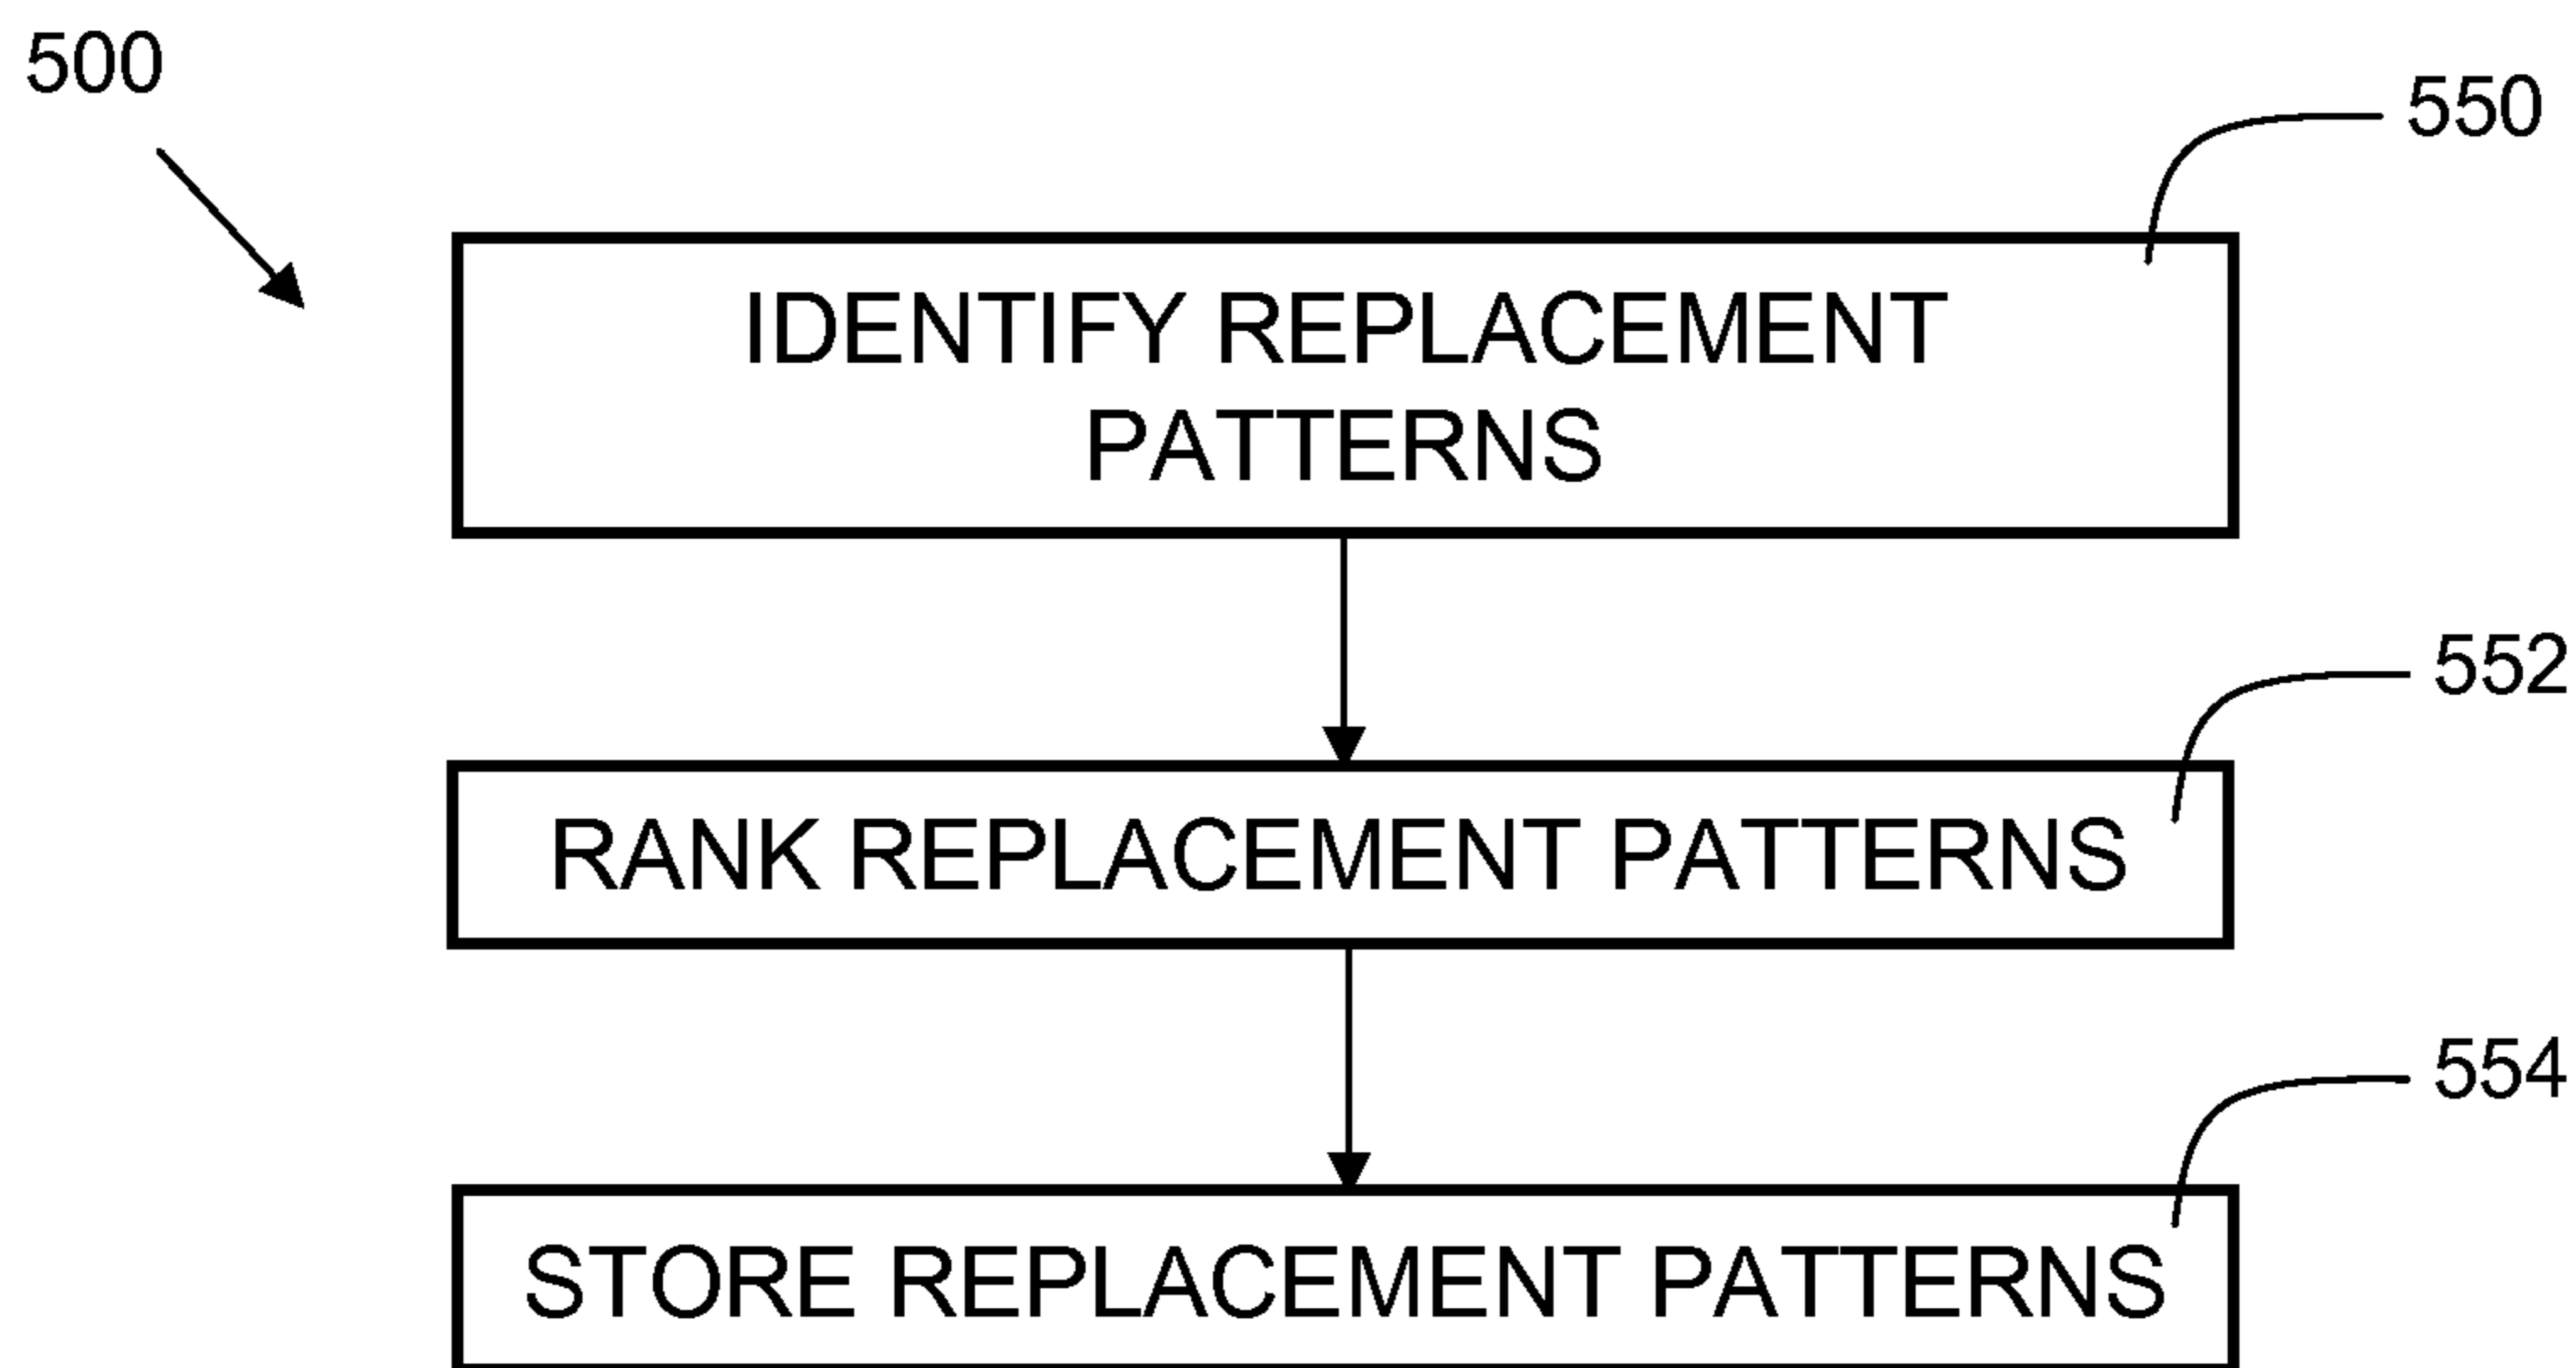 500
550
IDENTIFY REPLACEMENT
PATTERNS
552
RANK REPLACEMENT PATTERNS
554
STORE REPLACEMENT PATTERNS